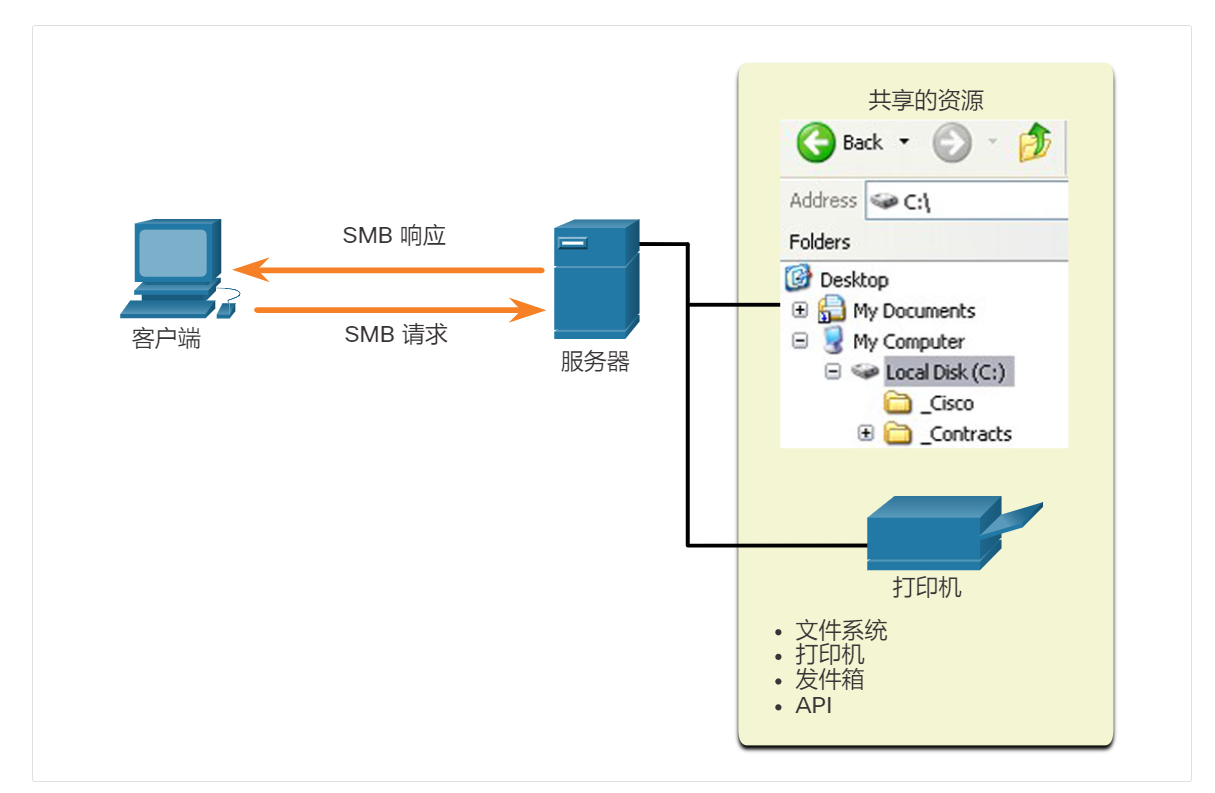 共享的资源
Back
Address C:\
Folders
Desktop
My Documents
My Computer
Local Disk (C:)
_Cisco
_Contracts
SMB 响应
SMB 请求
客户端
服务器
打印机
• 文件系统
• 打印机
• 发件箱
• API